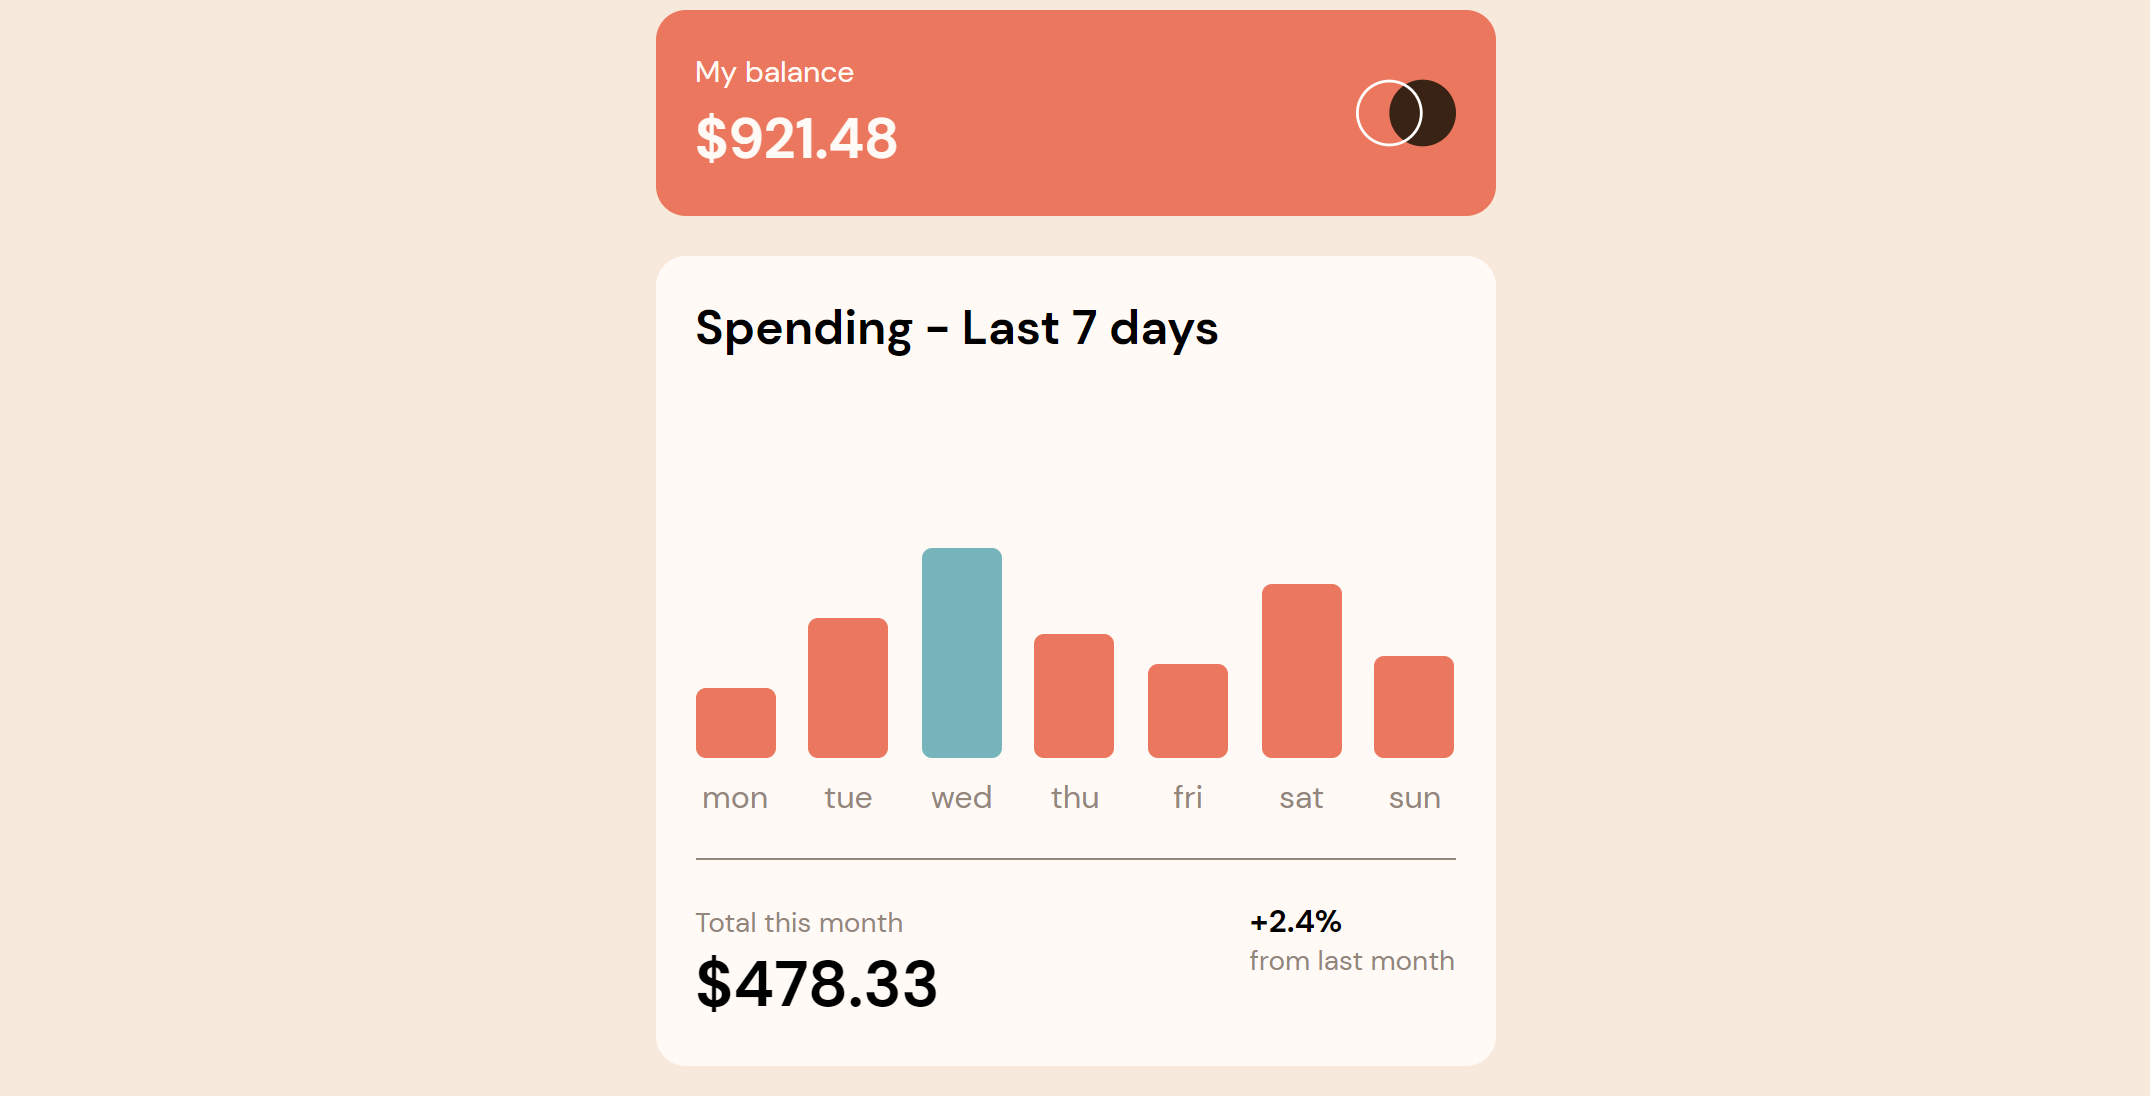 My balance
$921.48
Spending - Last 7 days
mon tue wed thu fri sat sun
Total this month
$478.33
+2.4%
from last month